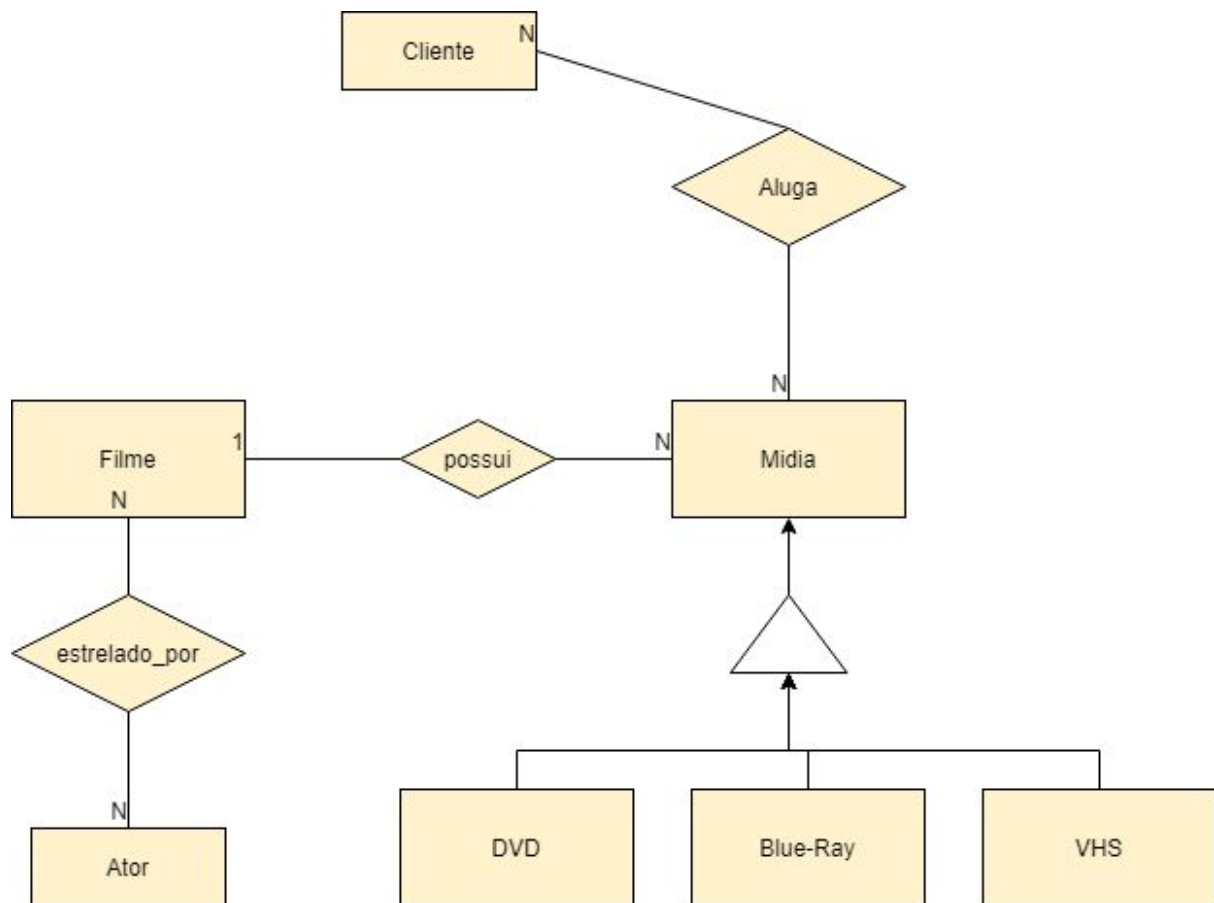 N
Cliente
Aluga
N
Filme
1
possui
N
Midia
N
estrelado_por
N
Ator
DVD
Blue-Ray
VHS